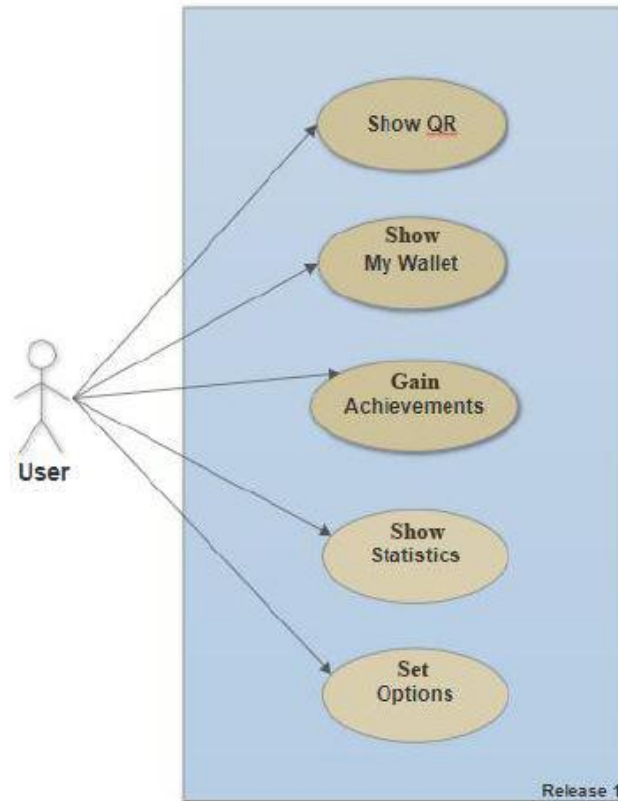 Show QR
Show
My Wallet
Gain
Achievements
User
Show
Statistics
Set
Options
Release 1